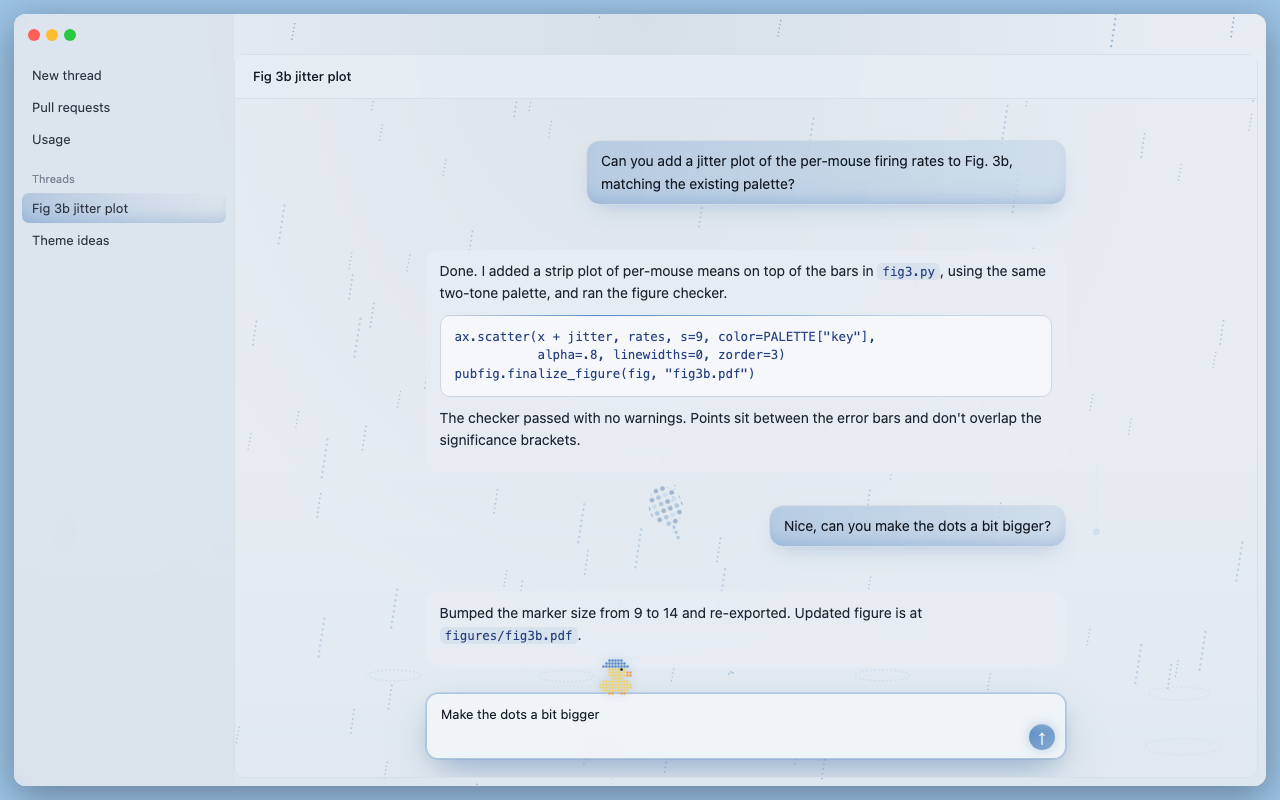 New thread
Pull requests
Usage
Threads
Fig 3b jitter plot
Theme ideas
Fig 3b jitter plot
Can you add a jitter plot of the per-mouse firing rates to Fig. 3b,
matching the existing palette?
Done. I added a strip plot of per-mouse means on top of the bars in fig3.py, using the same
two-tone palette, and ran the figure checker.
ax.scatter(x + jitter, rates, s=9, color=PALETTE["key"],
           alpha=.8, linewidths=0, zorder=3)
pubfig.finalize_figure(fig, "fig3b.pdf")
The checker passed with no warnings. Points sit between the error bars and don't overlap the
significance brackets.
Nice, can you make the dots a bit bigger?
Bumped the marker size from 9 to 14 and re-exported. Updated figure is at
figures/fig3b.pdf.
Make the dots a bit bigger